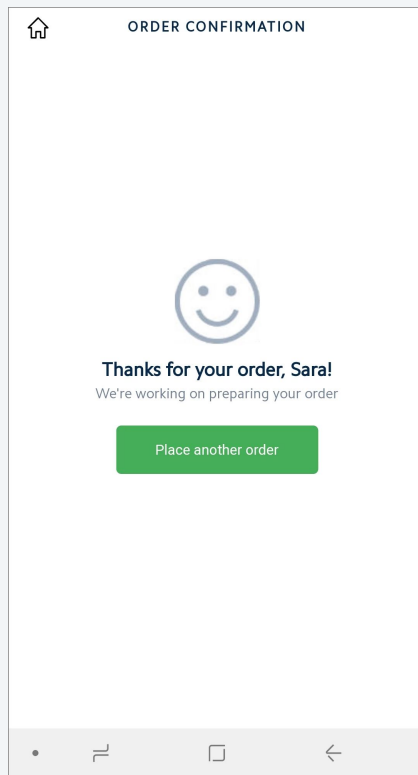 ORDER CONFIRMATION
Thanks for your order, Sara!
We're working on preparing your order
Place another order